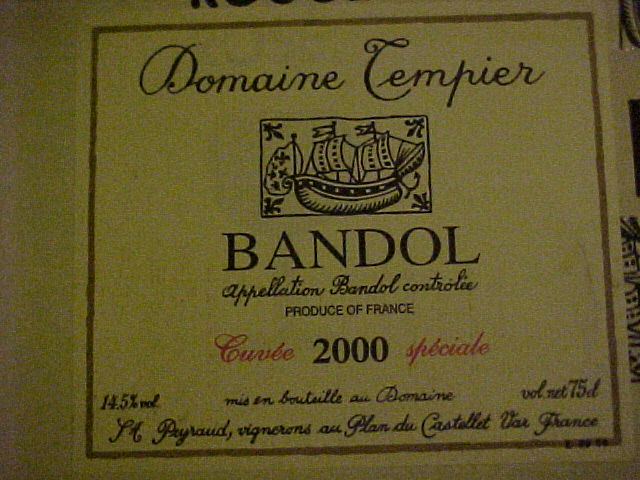 Domaine Tempier
BANDOL
Appellation Bandol contrôlée
PRODUCE OF FRANCE
Cuvée 2000 spéciale
14.5% vol. mis en bouteille au Domaine vol. net 75cl
Peyraud, vignerons au Plan du Castellet Var France